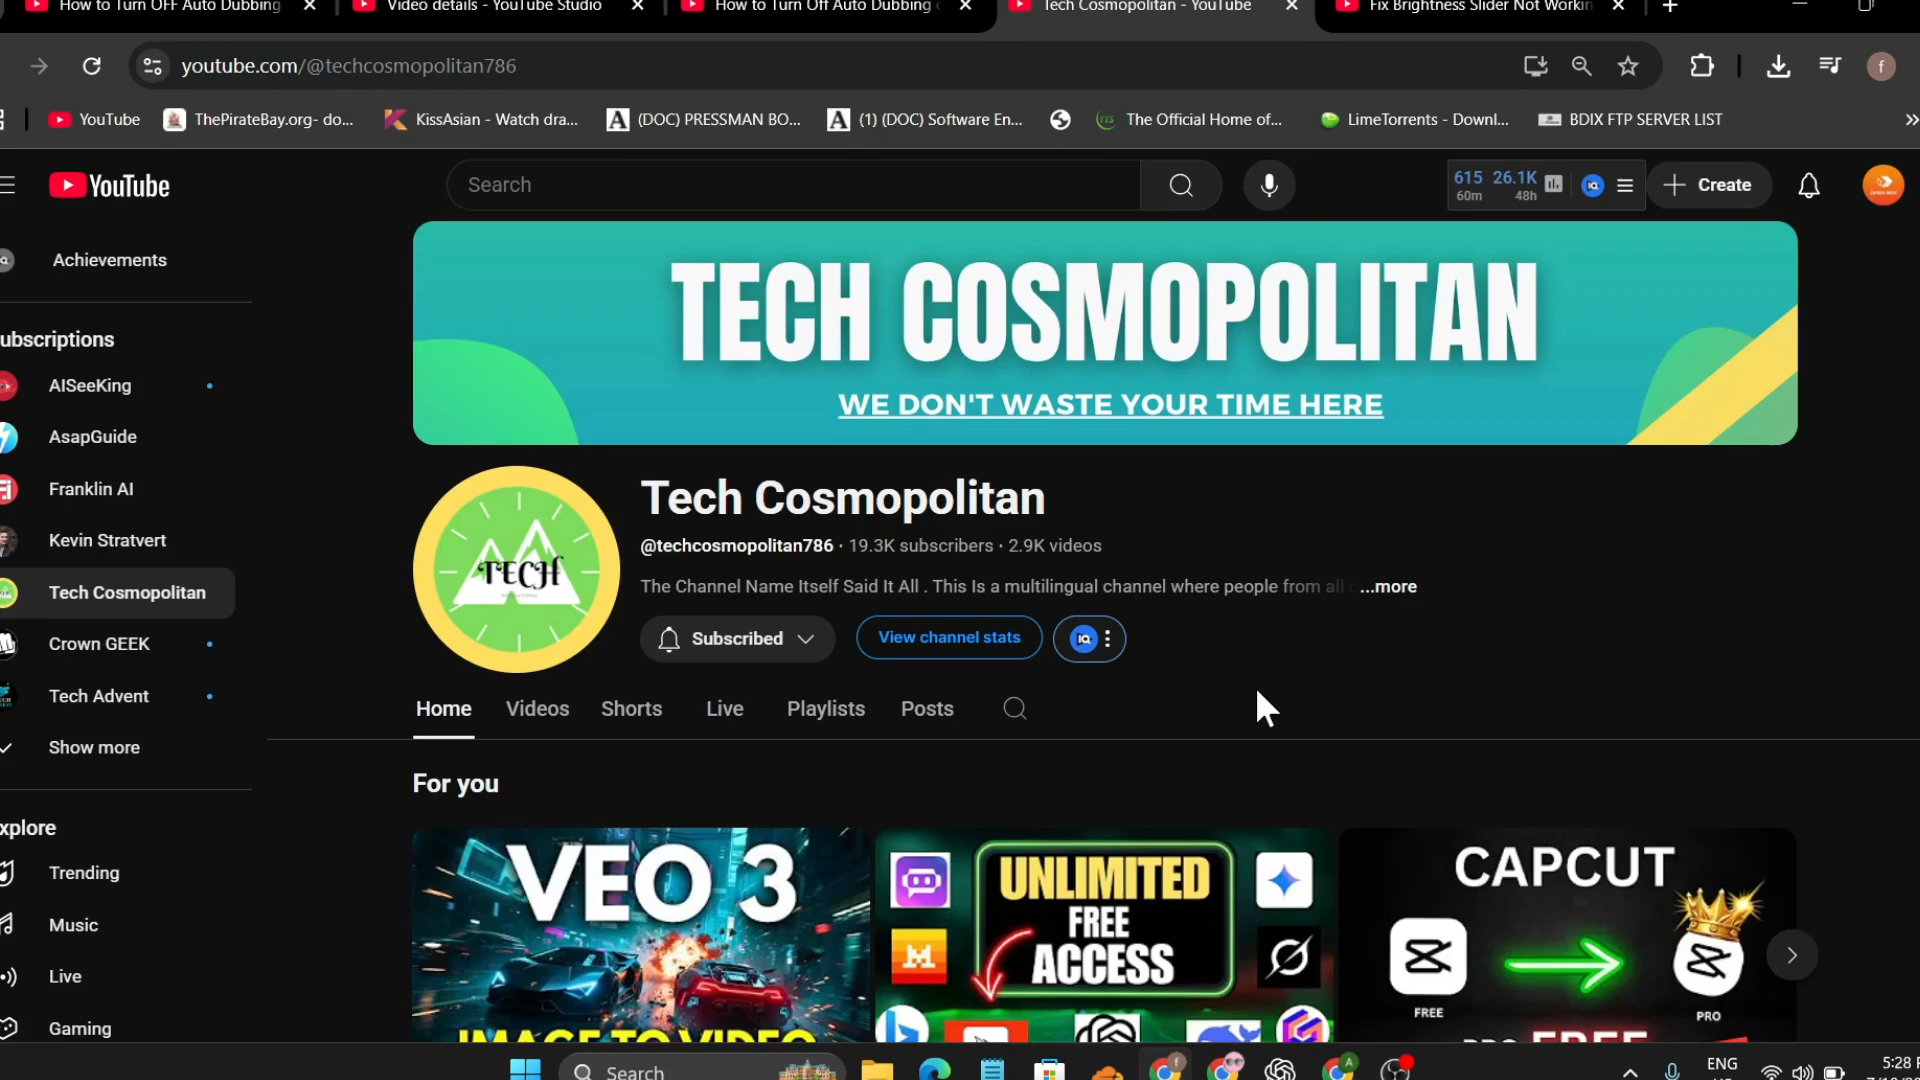 How to Turn OFF Auto Dubbing
Video details - YouTube Studio
How to Turn Off Auto Dubbing
Tech Cosmopolitan - YouTube
Fix Brightness Slider Not Workin
youtube.com/@techcosmopolitan786
f
YouTube
ThePirateBay.org- do...
KissAsian - Watch dra...
(DOC) PRESSMAN BO...
(1) (DOC) Software En...
The Official Home of...
LimeTorrents - Downl...
BDIX FTP SERVER LIST
YouTube
Search
615 26.1K
60m 48h
Create
Achievements
ubscriptions
AISeeKing
AsapGuide
Franklin AI
Kevin Stratvert
Tech Cosmopolitan
Crown GEEK
Tech Advent
Show more
xplore
Trending
Music
Live
Gaming
TECH COSMOPOLITAN
WE DON'T WASTE YOUR TIME HERE
TECH
Tech Cosmopolitan
@techcosmopolitan786 · 19.3K subscribers · 2.9K videos
The Channel Name Itself Said It All . This Is a multilingual channel where people from all ...more
Subscribed
View channel stats
Home
Videos
Shorts
Live
Playlists
Posts
For you
VEO 3
IMAGE TO VIDEO
UNLIMITED
FREE
ACCESS
CAPCUT
FREE
PRO
FREE
Search
ENG
5:28